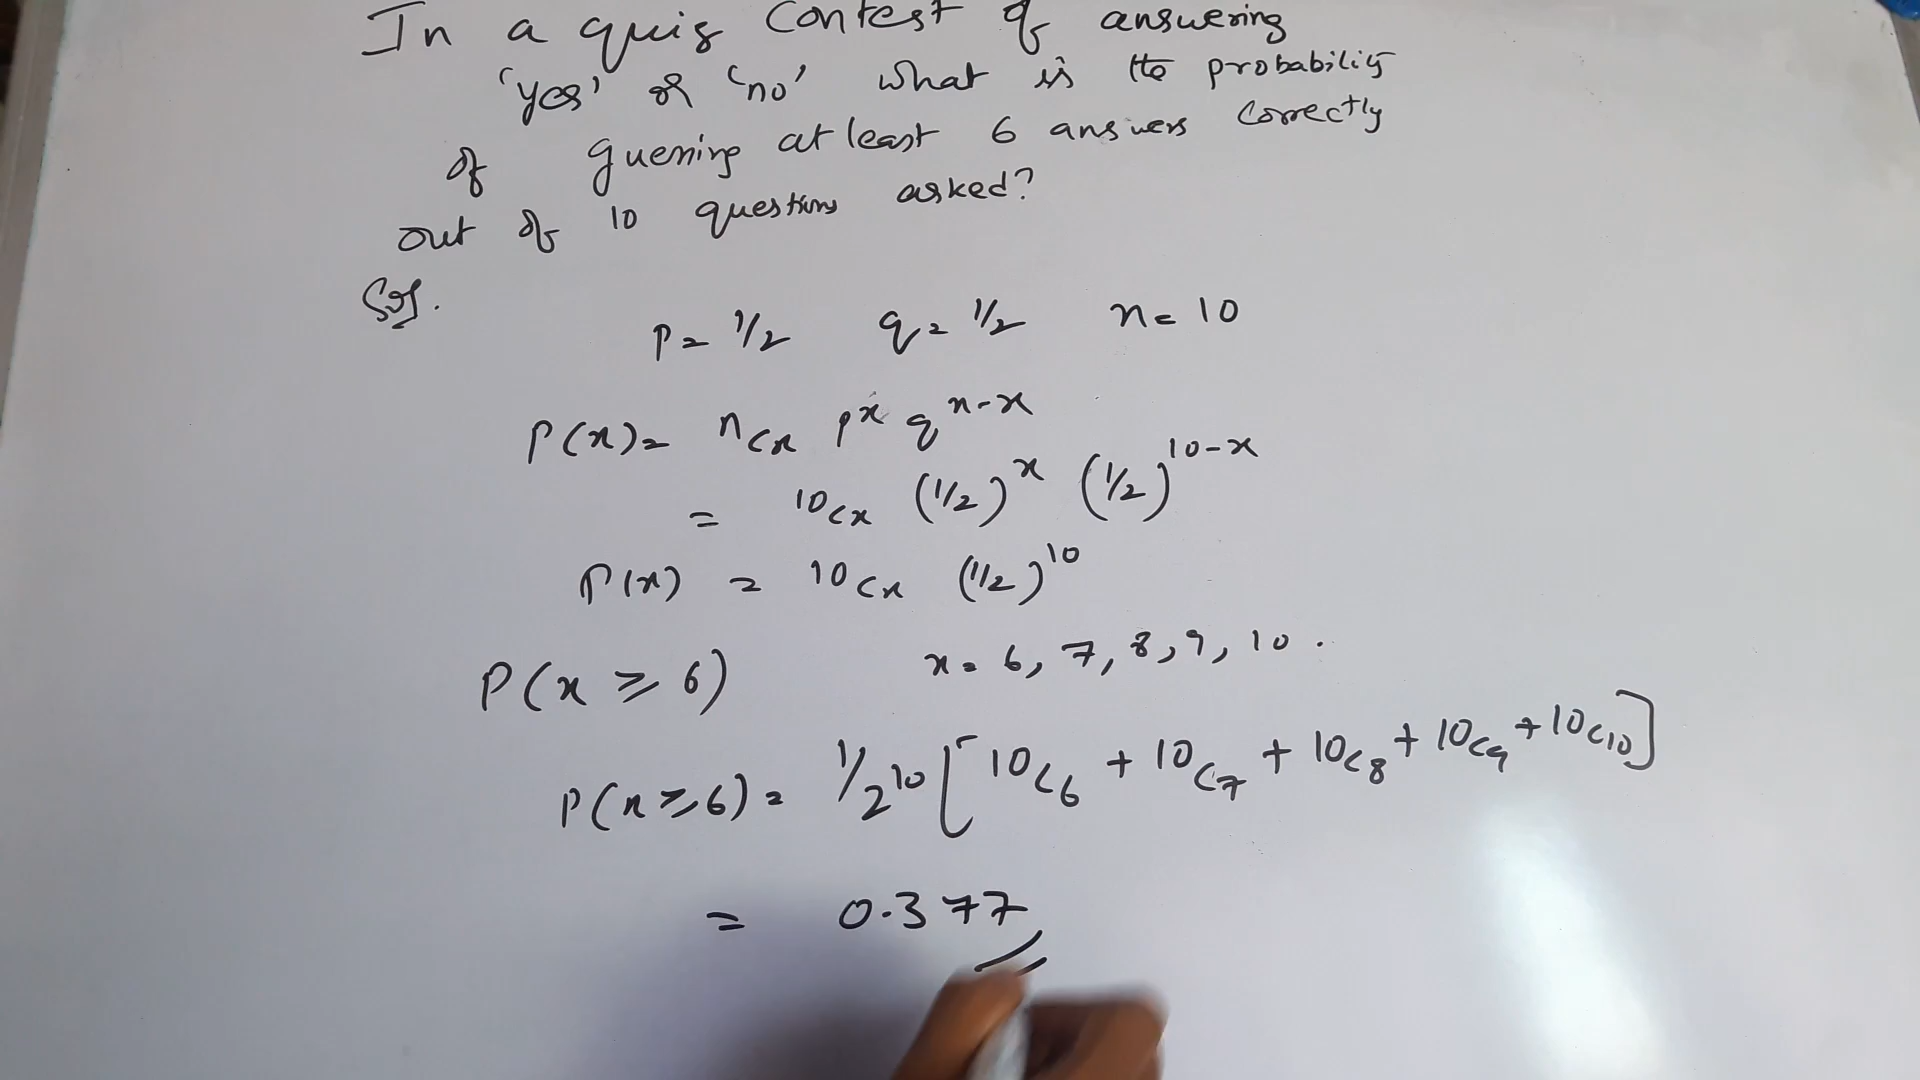 In a quiz contest of answering
'yes' or 'no' what is the probability
of guessing at least 6 answers correctly
out of 10 questions asked?
Sol.
p = 1/2 q = 1/2 n = 10
P(x) = nCx p^x q^n-x
= 10Cx (1/2)^x (1/2)^10-x
P(x) = 10Cx (1/2)^10
P(x ≥ 6) x = 6, 7, 8, 9, 10.
P(x ≥ 6) = 1/2^10 [10C6 + 10C7 + 10C8 + 10C9 + 10C10]
= 0.377